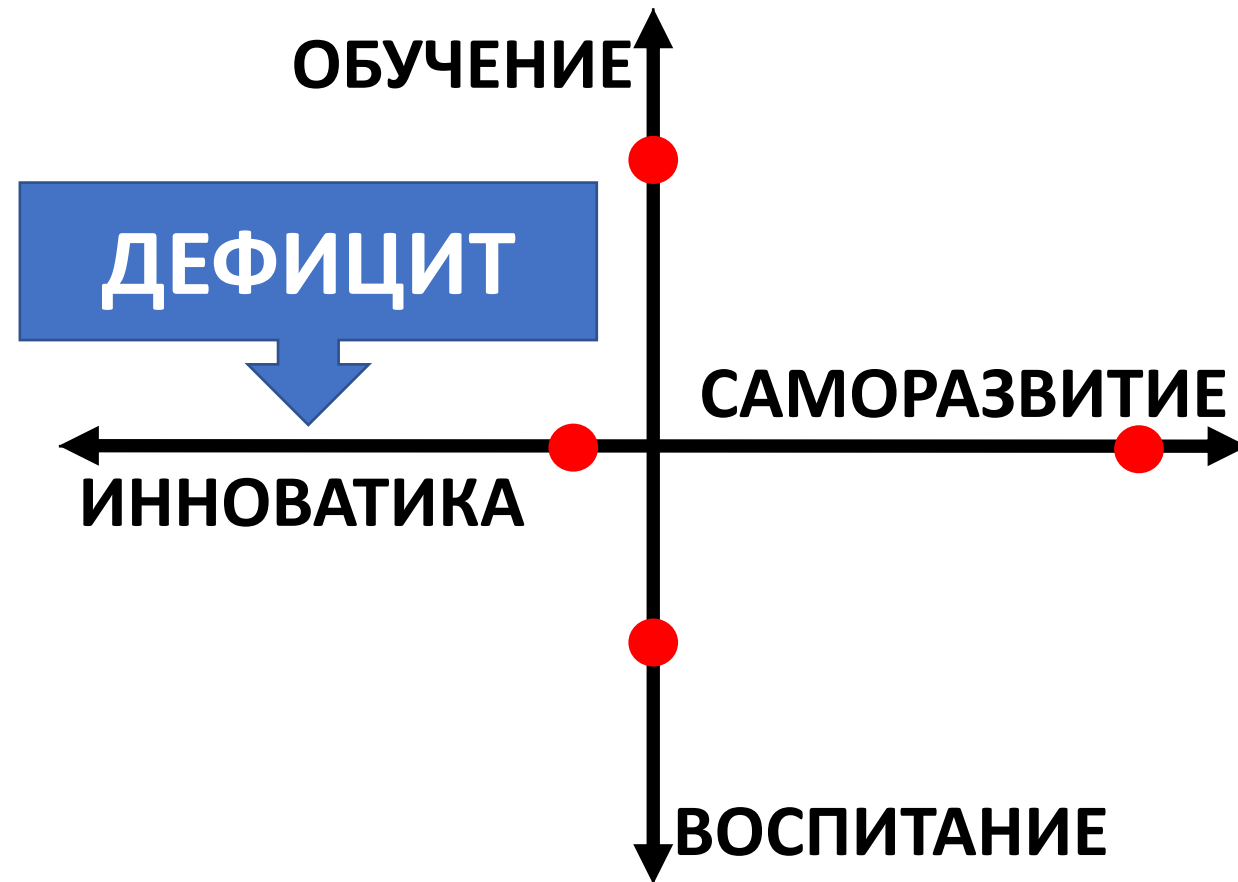 ОБУЧЕНИЕ
ДЕФИЦИТ
САМОРАЗВИТИЕ
ИННОВАТИКА
ВОСПИТАНИЕ